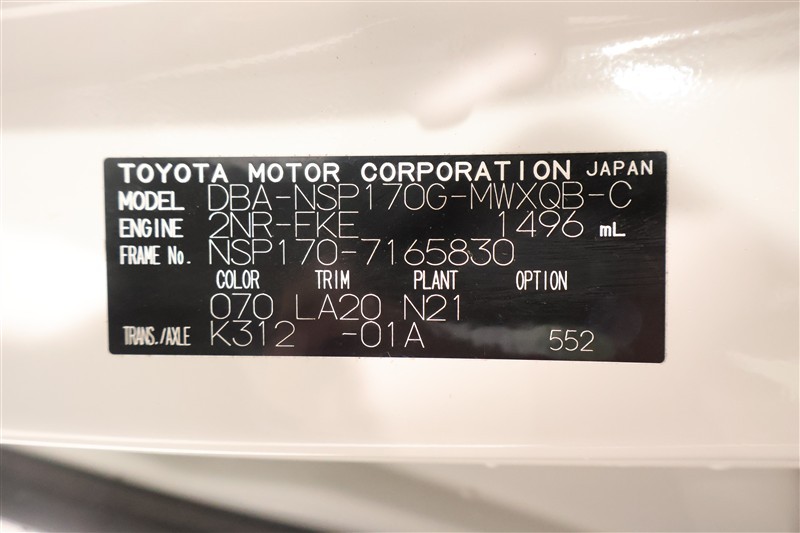 TOYOTA MOTOR CORPORATION JAPAN
MODEL DBA-NSP170G-MWXQB-C
ENGINE 2NR-FKE 1496 mL
FRAME No. NSP170-7165830
COLOR TRIM PLANT OPTION
070 LA20 N21
TRANS./AXLE K312 -01A 552